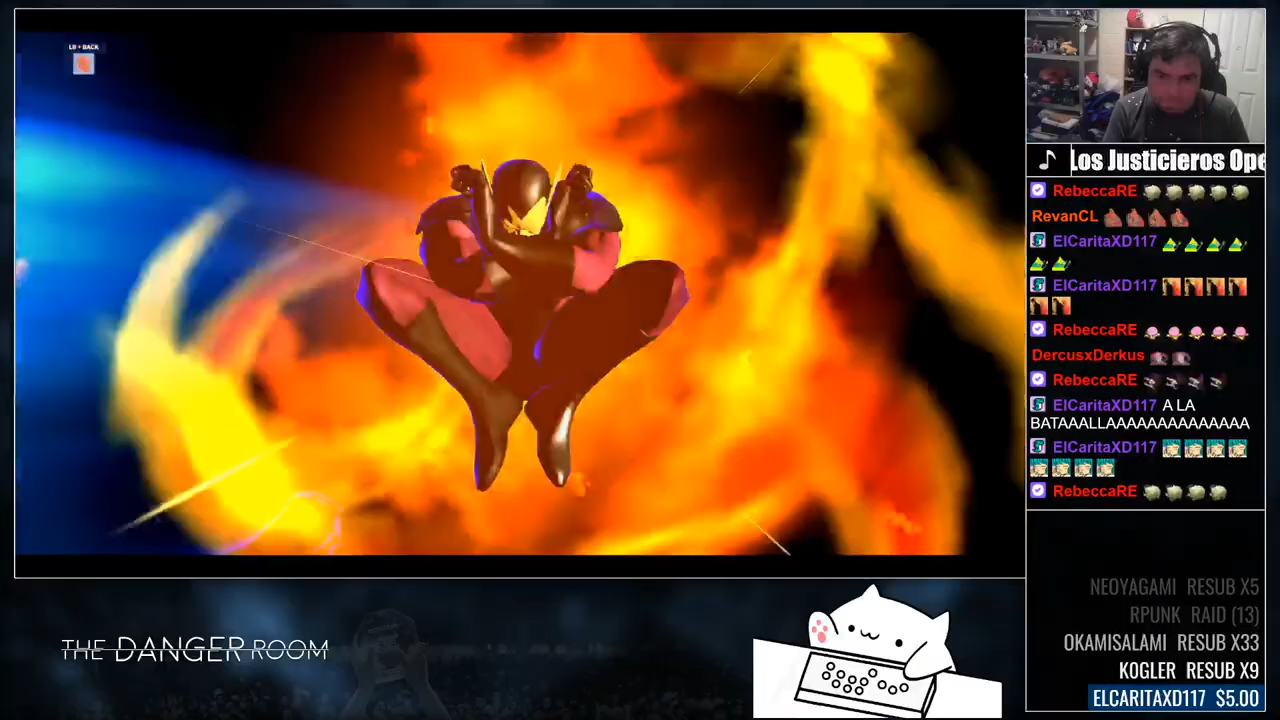 LB + BACK
Los Justicieros Ope
RebeccaRE
RevanCL
ElCaritaXD117
ElCaritaXD117
RebeccaRE
DercusxDerkus
RebeccaRE
ElCaritaXD117 A LA
BATAAALLAAAAAAAAAAAAAA
ElCaritaXD117
RebeccaRE
NEOYAGAMI RESUB X5
RPUNK RAID (13)
OKAMISALAMI RESUB X33
KOGLER RESUB X9
ELCARITAXD117 $5.00
THE DANGER ROOM